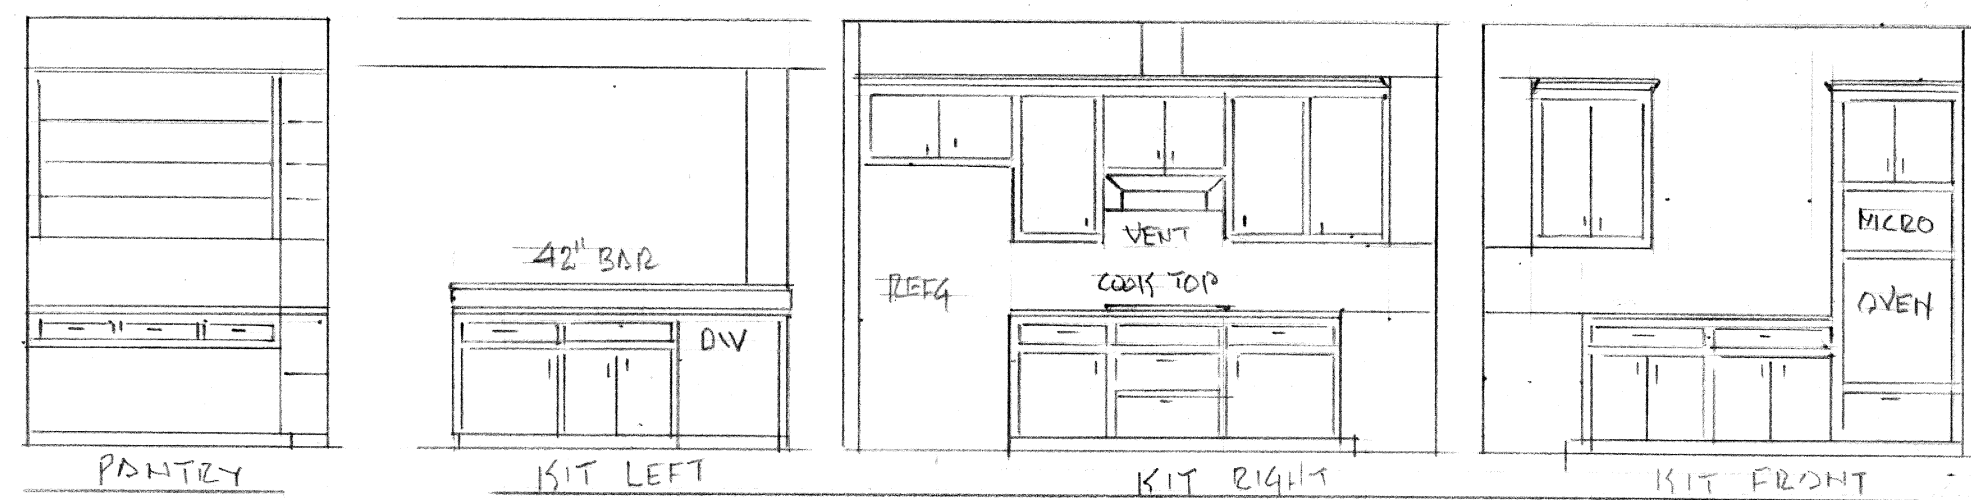 42" BAR
DW
VENT
REFG
COOK TOP
MICRO
OVEN
PANTRY
KIT LEFT
KIT RIGHT
KIT FRONT